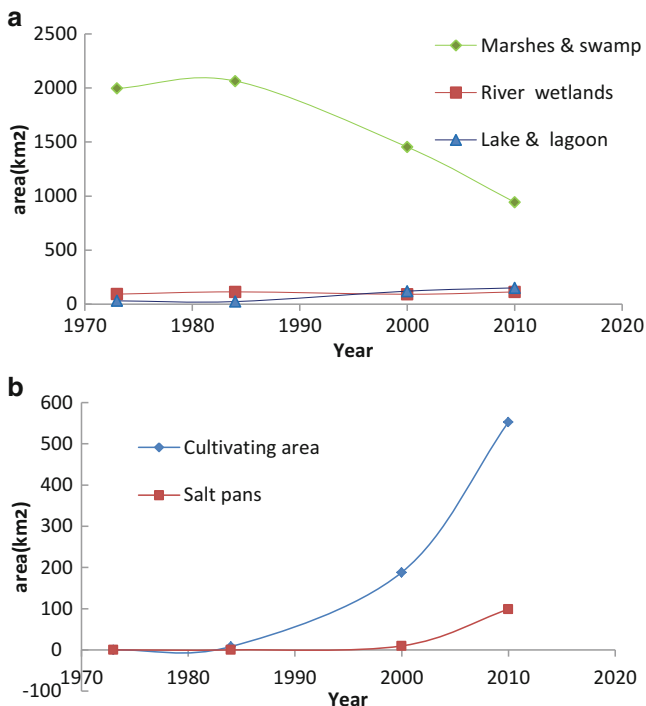 a
2500
2000
1500
1000
500
0
area(km2)
Marshes & swamp
River wetlands
Lake & lagoon
1970 1980 1990 2000 2010 2020
Year
b
600
500
400
300
200
100
0
-100
area(km2)
Cultivating area
Salt pans
1970 1980 1990 2000 2010 2020
Year